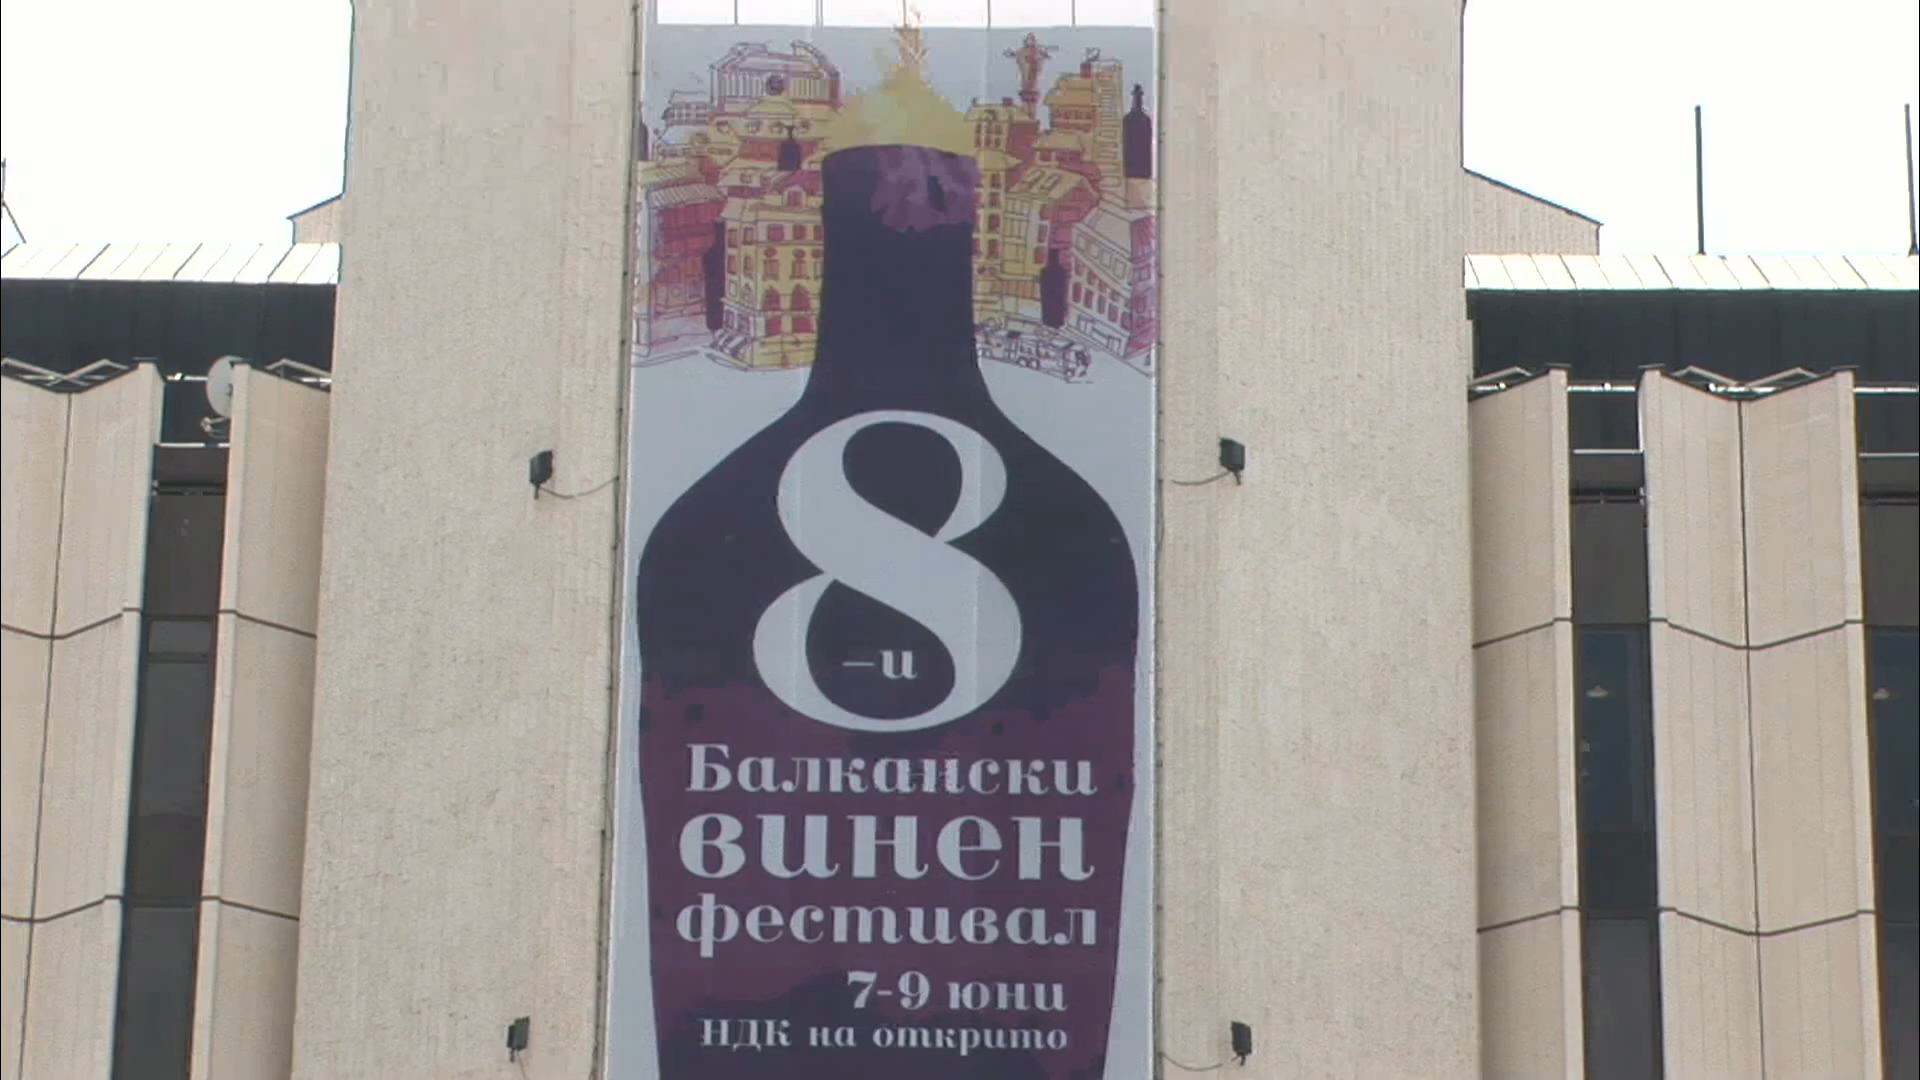 8
-и
Балкански
винен
фестивал
7-9 юни
НДК на открито